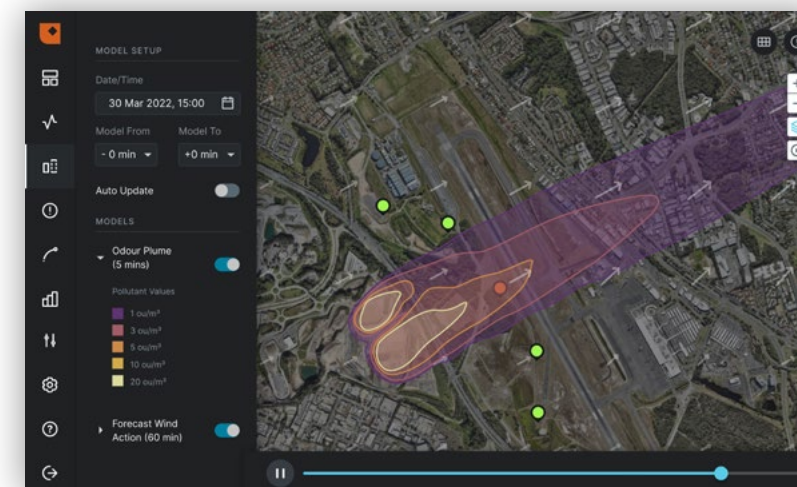 MODEL SETUP
Date/Time
30 Mar 2022, 15:00
Model From Model To
- 0 min +0 min
Auto Update
MODELS
Odour Plume
(5 mins)
Pollutant Values
1 ou/m³
3 ou/m³
5 ou/m³
10 ou/m³
20 ou/m³
Forecast Wind
Action (60 min)